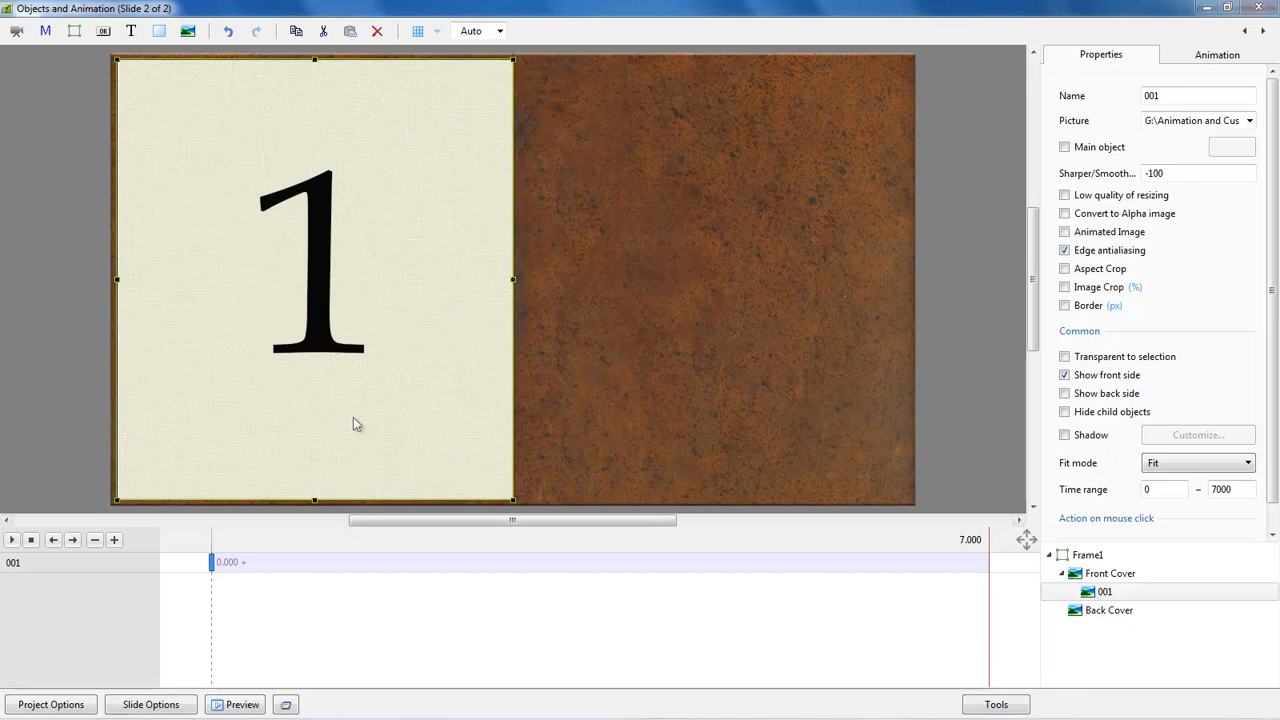 Objects and Animation (Slide 2 of 2)
M OK T Auto
Properties Animation
Name 001
Picture G:\Animation and Cus
Main object
Sharper/Smooth... -100
Low quality of resizing
Convert to Alpha image
Animated Image
Edge antialiasing
Aspect Crop
Image Crop (%)
Border (px)
Common
Transparent to selection
Show front side
Show back side
Hide child objects
Shadow Customize...
Fit mode Fit
Time range 0 – 7000
Action on mouse click
1
7.000
001 0.000 +
Frame1
Front Cover
001
Back Cover
Project Options Slide Options Preview Tools